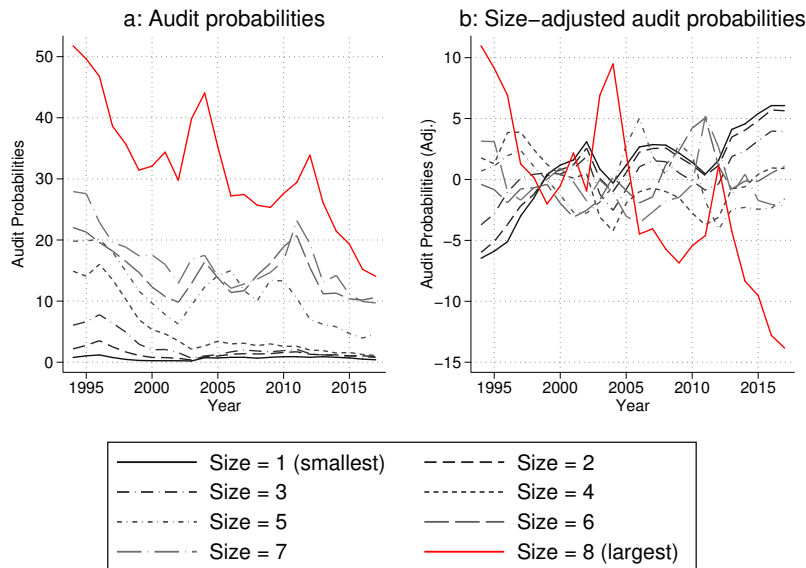 a: Audit probabilities
b: Size-adjusted audit probabilities
Audit Probabilities
50
40
30
20
10
0
1995 2000 2005 2010 2015
Year
Audit Probabilities (Adj.)
10
5
0
−5
−10
−15
1995 2000 2005 2010 2015
Year
Size = 1 (smallest)
Size = 2
Size = 3
Size = 4
Size = 5
Size = 6
Size = 7
Size = 8 (largest)